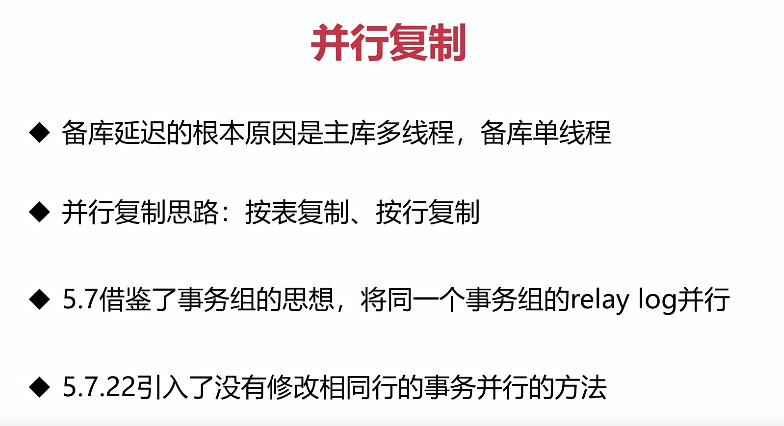 并行复制
◆ 备库延迟的根本原因是主库多线程，备库单线程
◆ 并行复制思路：按表复制、按行复制
◆ 5.7借鉴了事务组的思想，将同一个事务组的relay log并行
◆ 5.7.22引入了没有修改相同行的事务并行的方法